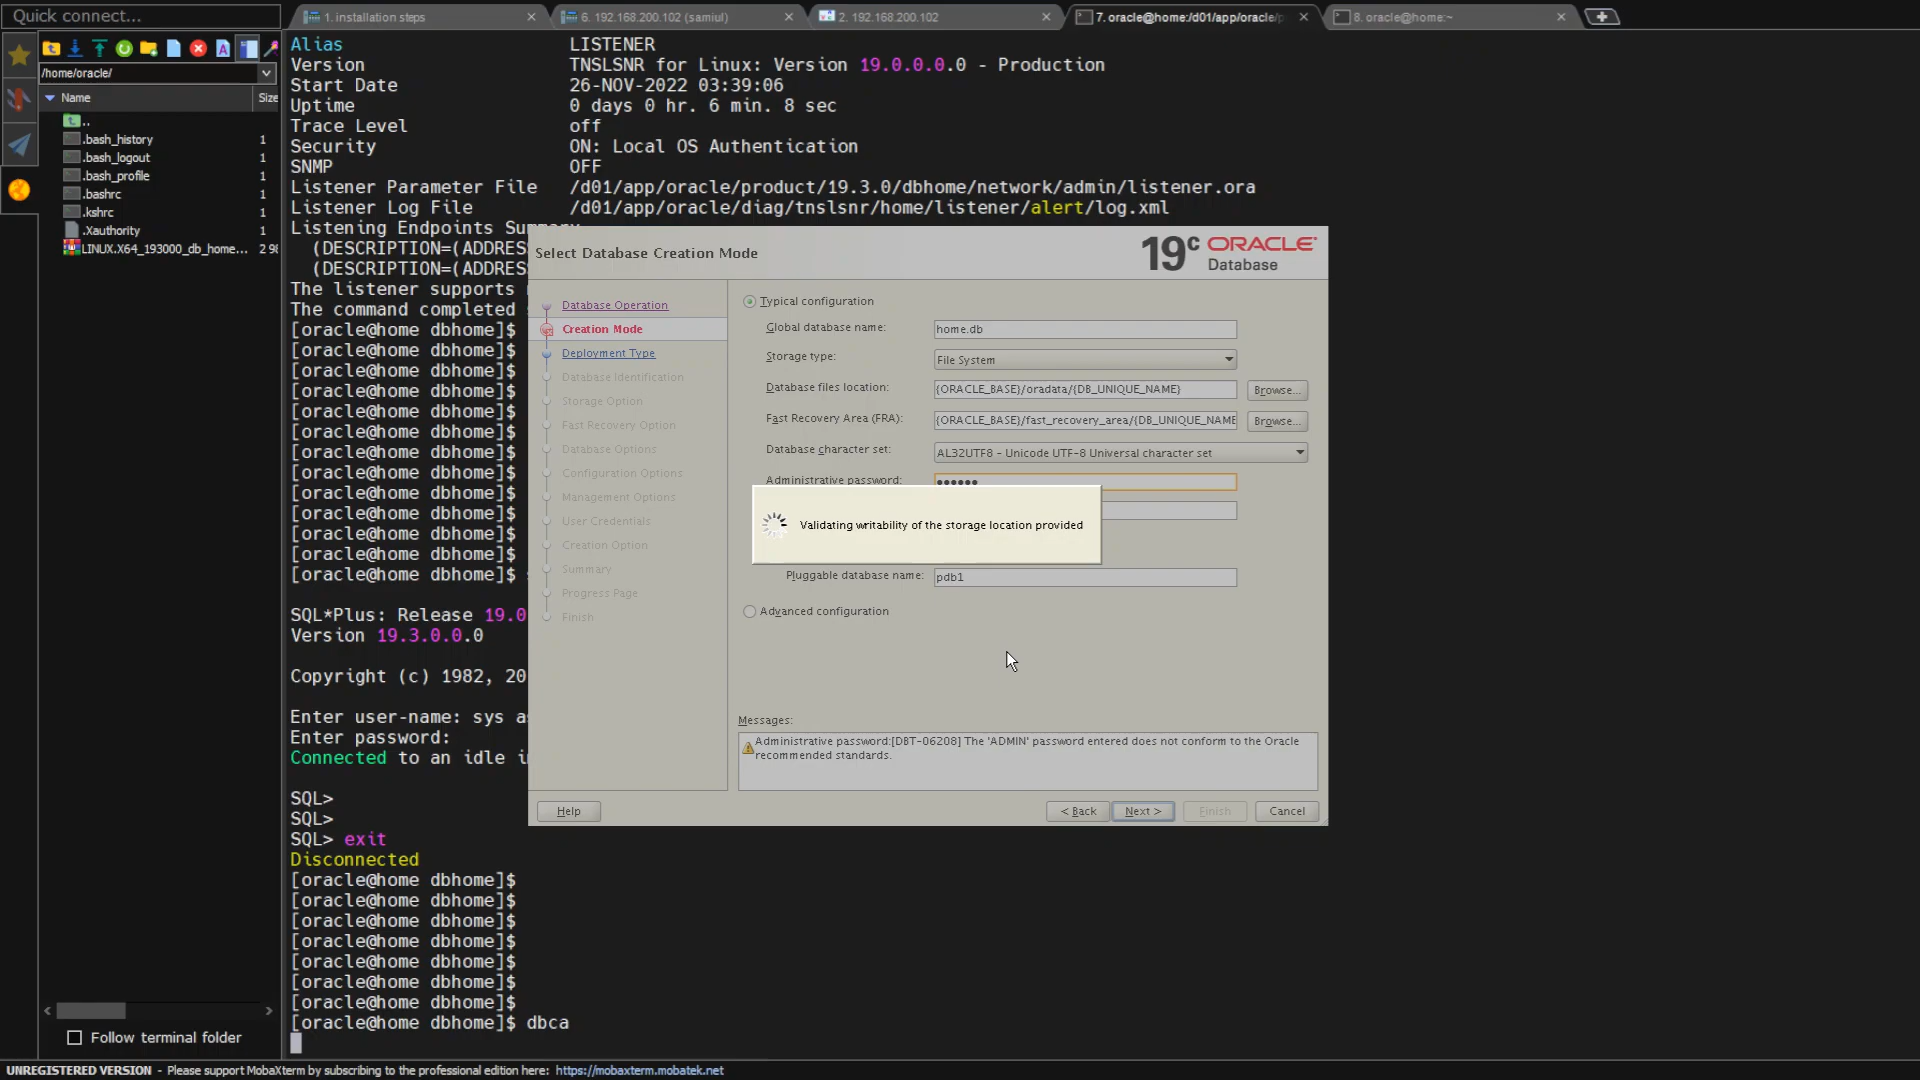 Quick connect...
1. installation steps
6. 192.168.200.102 (samiul)
2. 192.168.200.102
7. oracle@home:/d01/app/oracle/p
8. oracle@home:~
/home/oracle/
Name
Size
..
.bash_history 1
.bash_logout 1
.bash_profile 1
.bashrc 1
.kshrc 1
.Xauthority 1
LINUX.X64_193000_db_home... 2 98
Follow terminal folder
Alias LISTENER
Version TNSLSNR for Linux: Version 19.0.0.0.0 - Production
Start Date 26-NOV-2022 03:39:06
Uptime 0 days 0 hr. 6 min. 8 sec
Trace Level off
Security ON: Local OS Authentication
SNMP OFF
Listener Parameter File /d01/app/oracle/product/19.3.0/dbhome/network/admin/listener.ora
Listener Log File /d01/app/oracle/diag/tnslsnr/home/listener/alert/log.xml
Listening Endpoints Summary...
(DESCRIPTION=(ADDRES
(DESCRIPTION=(ADDRES
The listener supports
The command completed
[oracle@home dbhome]$
[oracle@home dbhome]$
[oracle@home dbhome]$
[oracle@home dbhome]$
[oracle@home dbhome]$
[oracle@home dbhome]$
[oracle@home dbhome]$
[oracle@home dbhome]$
[oracle@home dbhome]$
[oracle@home dbhome]$
[oracle@home dbhome]$
[oracle@home dbhome]$
[oracle@home dbhome]$
SQL*Plus: Release 19.0
Version 19.3.0.0.0
Copyright (c) 1982, 20
Enter user-name: sys as
Enter password:
Connected to an idle in
SQL>
SQL>
SQL> exit
Disconnected
[oracle@home dbhome]$
[oracle@home dbhome]$
[oracle@home dbhome]$
[oracle@home dbhome]$
[oracle@home dbhome]$
[oracle@home dbhome]$
[oracle@home dbhome]$
[oracle@home dbhome]$ dbca
Select Database Creation Mode
19c ORACLE
Database
Database Operation
Creation Mode
Deployment Type
Database Identification
Storage Option
Fast Recovery Option
Database Options
Configuration Options
Management Options
User Credentials
Creation Option
Summary
Progress Page
Finish
Typical configuration
Global database name: home.db
Storage type: File System
Database files location: {ORACLE_BASE}/oradata/{DB_UNIQUE_NAME} Browse...
Fast Recovery Area (FRA): {ORACLE_BASE}/fast_recovery_area/{DB_UNIQUE_NAME Browse...
Database character set: AL32UTF8 - Unicode UTF-8 Universal character set
Administrative password: ••••••
Validating writability of the storage location provided
Pluggable database name: pdb1
Advanced configuration
Messages:
Administrative password:[DBT-06208] The 'ADMIN' password entered does not conform to the Oracle
recommended standards.
Help
< Back
Next >
Finish
Cancel
UNREGISTERED VERSION - Please support MobaXterm by subscribing to the professional edition here: https://mobaxterm.mobatek.net